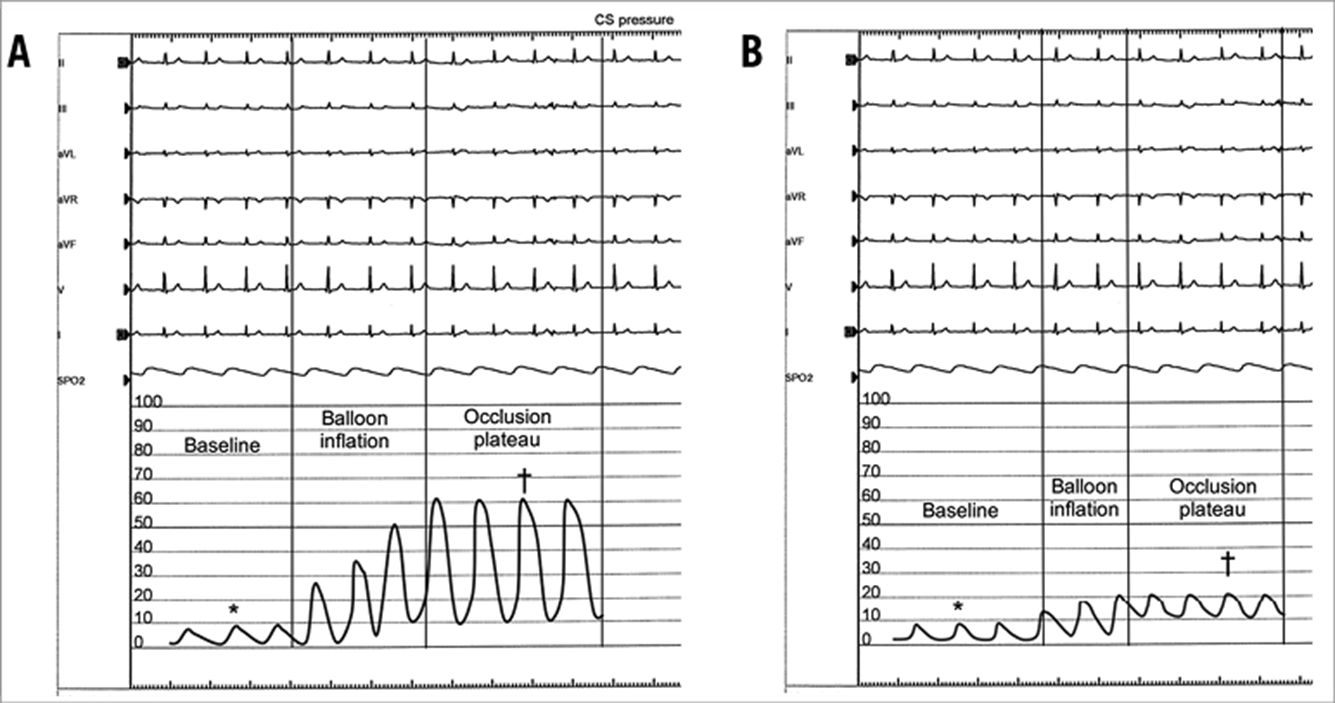 CS pressure
A
II
III
aVL
aVR
aVF
V
I
SPO2
100
90
80
70
60
50
40
30
20
10
0
Baseline
Balloon
inflation
Occlusion
plateau
*
†
B
II
III
aVL
aVR
aVF
V
I
SPO2
100
90
80
70
60
50
40
30
20
10
0
Baseline
Balloon
inflation
Occlusion
plateau
*
†